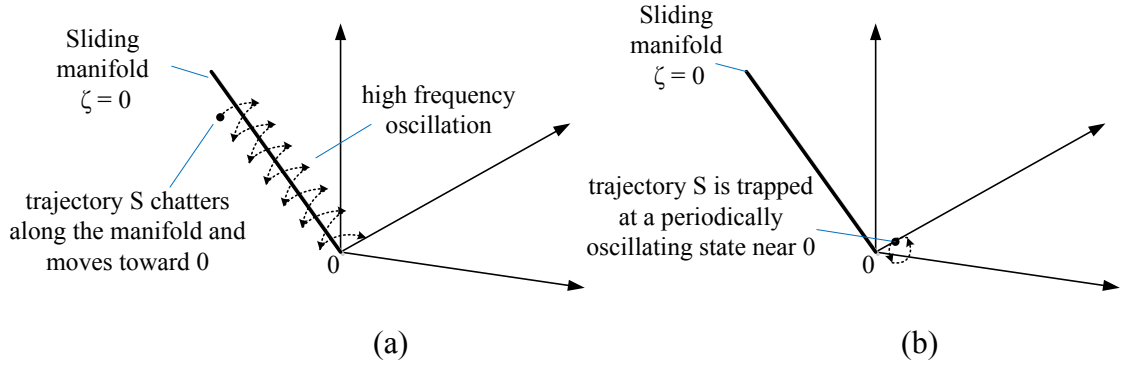 Sliding
manifold
ζ = 0
high frequency
oscillation
trajectory S chatters
along the manifold and
moves toward 0
0
(a)
Sliding
manifold
ζ = 0
trajectory S is trapped
at a periodically
oscillating state near 0
0
(b)